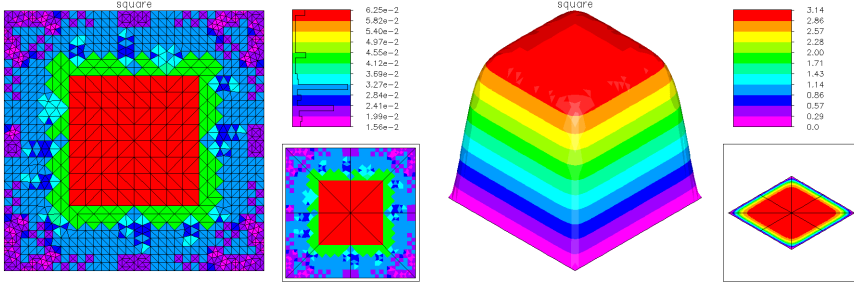 square
6.25e-2
5.82e-2
5.40e-2
4.97e-2
4.55e-2
4.12e-2
3.69e-2
3.27e-2
2.84e-2
2.41e-2
1.99e-2
1.56e-2
square
3.14
2.86
2.57
2.28
2.00
1.71
1.43
1.14
0.86
0.57
0.29
0.0